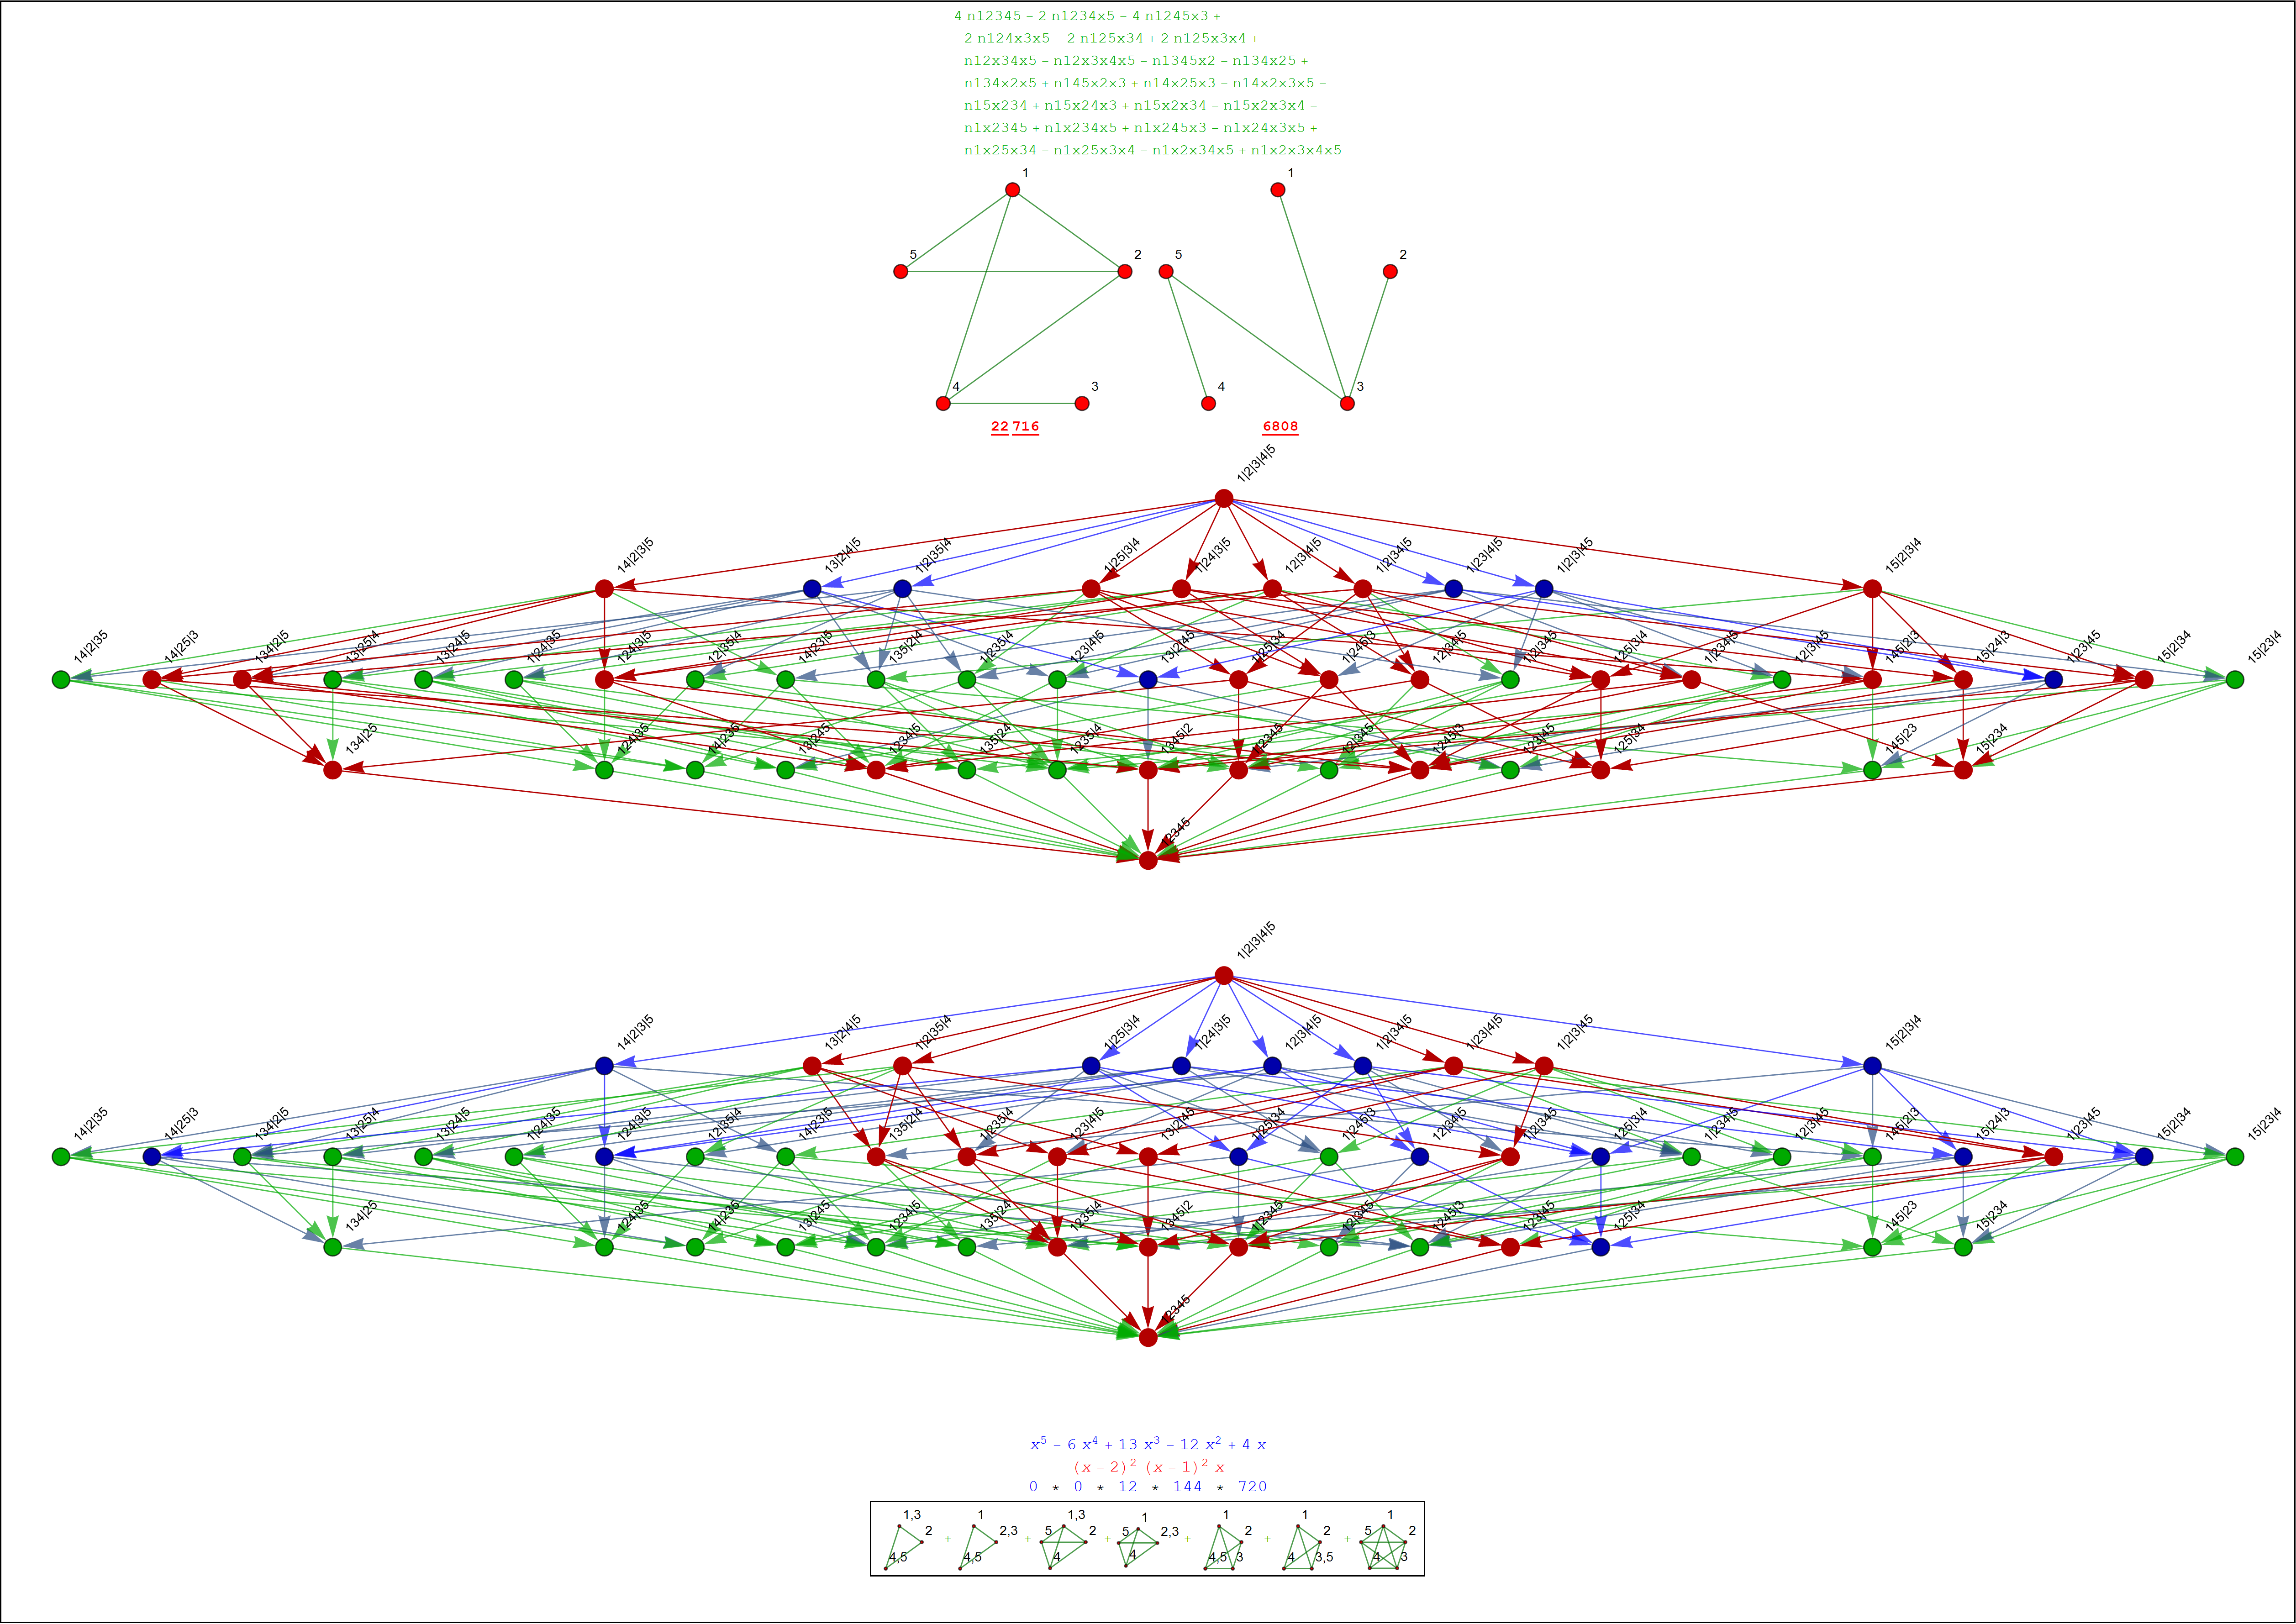 4 n12345 − 2 n1234x5 − 4 n1245x3 +
2 n124x3x5 − 2 n125x34 + 2 n125x3x4 +
n12x34x5 − n12x3x4x5 − n1345x2 − n134x25 +
n134x2x5 + n145x2x3 + n14x25x3 − n14x2x3x5 −
n15x234 + n15x24x3 + n15x2x34 − n15x2x3x4 −
n1x2345 + n1x234x5 + n1x245x3 − n1x24x3x5 +
n1x25x34 − n1x25x3x4 − n1x2x34x5 + n1x2x3x4x5
1 1
5 2 5 2
4 3 4 3
22 716 6808
1|2|3|4|5
14|2|3|5 13|2|4|5 1|2|35|4 1|25|3|4 1|24|3|5 12|3|4|5 1|2|34|5 1|23|4|5 1|2|3|45 15|2|3|4
14|2|35 14|25|3 134|2|5 13|25|4 13|24|5 1|24|35 124|3|5 12|35|4 14|23|5 135|2|4 1|235|4 123|4|5 13|2|45 1|25|34 1|245|3 12|34|5 1|2|345 125|3|4 1|234|5 12|3|45 145|2|3 15|24|3 1|23|45 15|2|34 15|23|4
134|25 124|35 14|235 13|245 1234|5 135|24 1235|4 1345|2 1|2345 12|345 1245|3 123|45 125|34 145|23 15|234
12345
1|2|3|4|5
14|2|3|5 13|2|4|5 1|2|35|4 1|25|3|4 1|24|3|5 12|3|4|5 1|2|34|5 1|23|4|5 1|2|3|45 15|2|3|4
14|2|35 14|25|3 134|2|5 13|25|4 13|24|5 1|24|35 124|3|5 12|35|4 14|23|5 135|2|4 1|235|4 123|4|5 13|2|45 1|25|34 1|245|3 12|34|5 1|2|345 125|3|4 1|234|5 12|3|45 145|2|3 15|24|3 1|23|45 15|2|34 15|23|4
134|25 124|35 14|235 13|245 1234|5 135|24 1235|4 1345|2 1|2345 12|345 1245|3 123|45 125|34 145|23 15|234
12345
x⁵ − 6 x⁴ + 13 x³ − 12 x² + 4 x
(x − 2)² (x − 1)² x
0 * 0 * 12 * 144 * 720
1,3 1 1,3 1 1 1 1
2 2,3 5 2 5 2,3 2 2 5 2
+ + + + + +
4,5 4,5 4 4 4,5 3 4 3,5 4 3